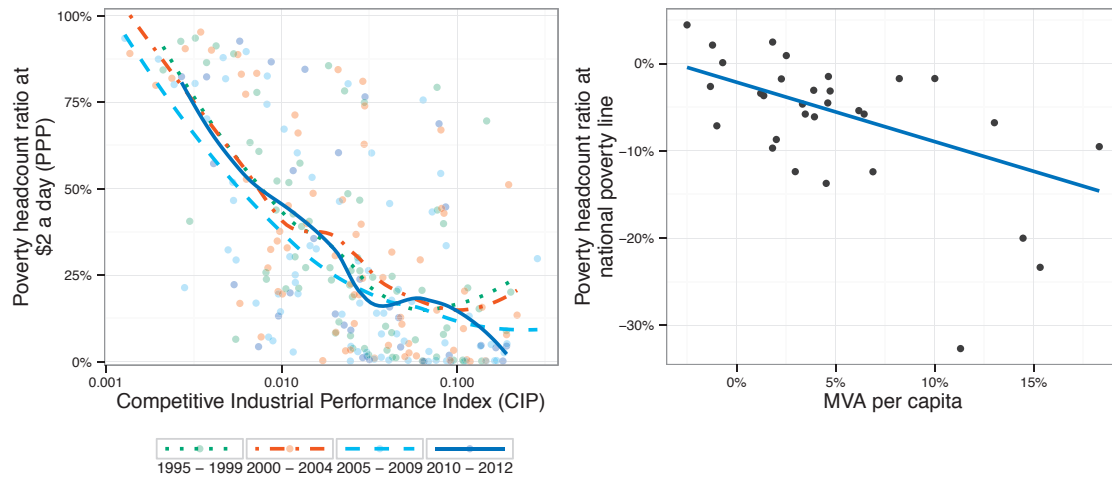 Poverty headcount ratio at
$2 a day (PPP)
100%
75%
50%
25%
0%
0.001
0.010
0.100
Competitive Industrial Performance Index (CIP)
1995 – 1999
2000 – 2004
2005 – 2009
2010 – 2012
Poverty headcount ratio at
national poverty line
0%
−10%
−20%
−30%
0%
5%
10%
15%
MVA per capita